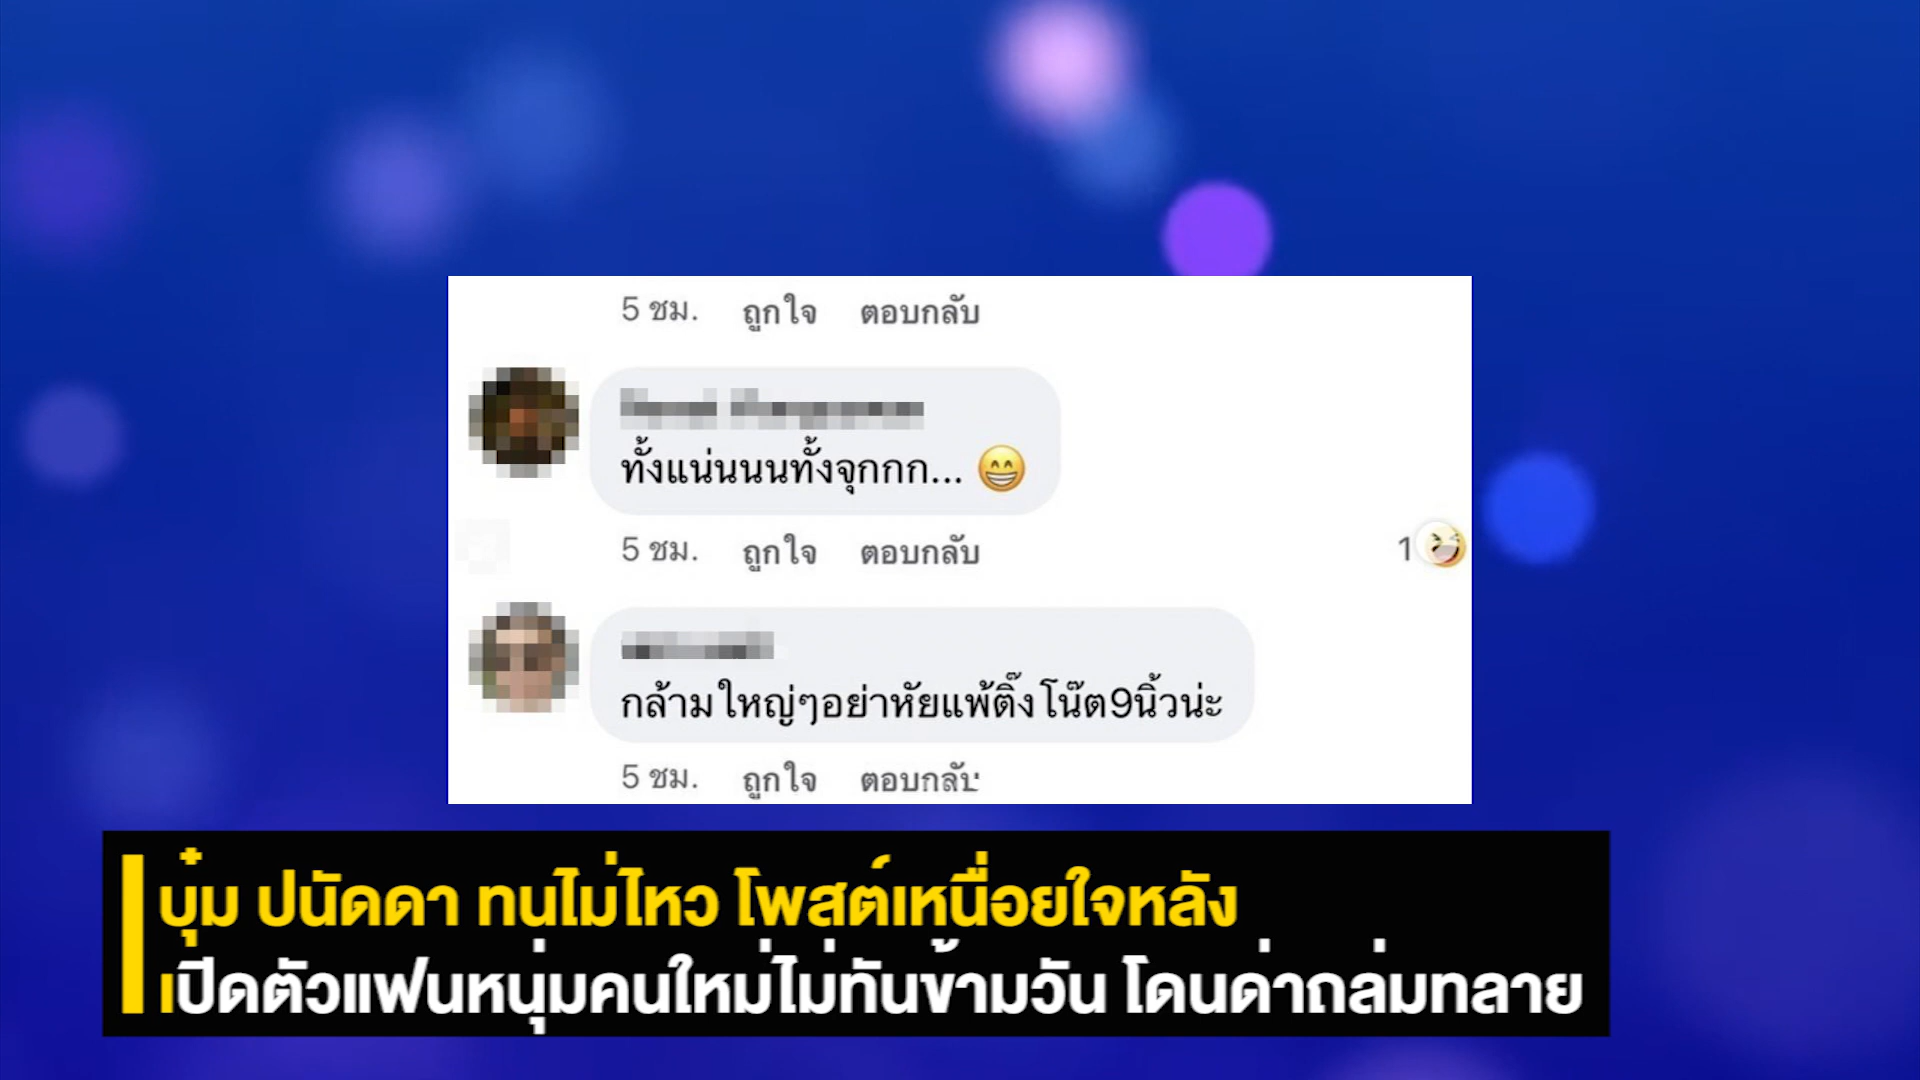 5 ชม. ถูกใจ ตอบกลับ
ทั้งแน่นนนทั้งจุกกก... 😁
5 ชม. ถูกใจ ตอบกลับ 1
กล้ามใหญ่ๆอย่าหัยแพ้ติ๊งโน๊ต9นิ้วน่ะ
5 ชม. ถูกใจ ตอบกลับ
บุ๋ม ปนัดดา ทนไม่ไหว โพสต์เหนื่อยใจหลัง
เปิดตัวแฟนหนุ่มคนใหม่ไม่ทันข้ามวัน โดนด่าถล่มทลาย